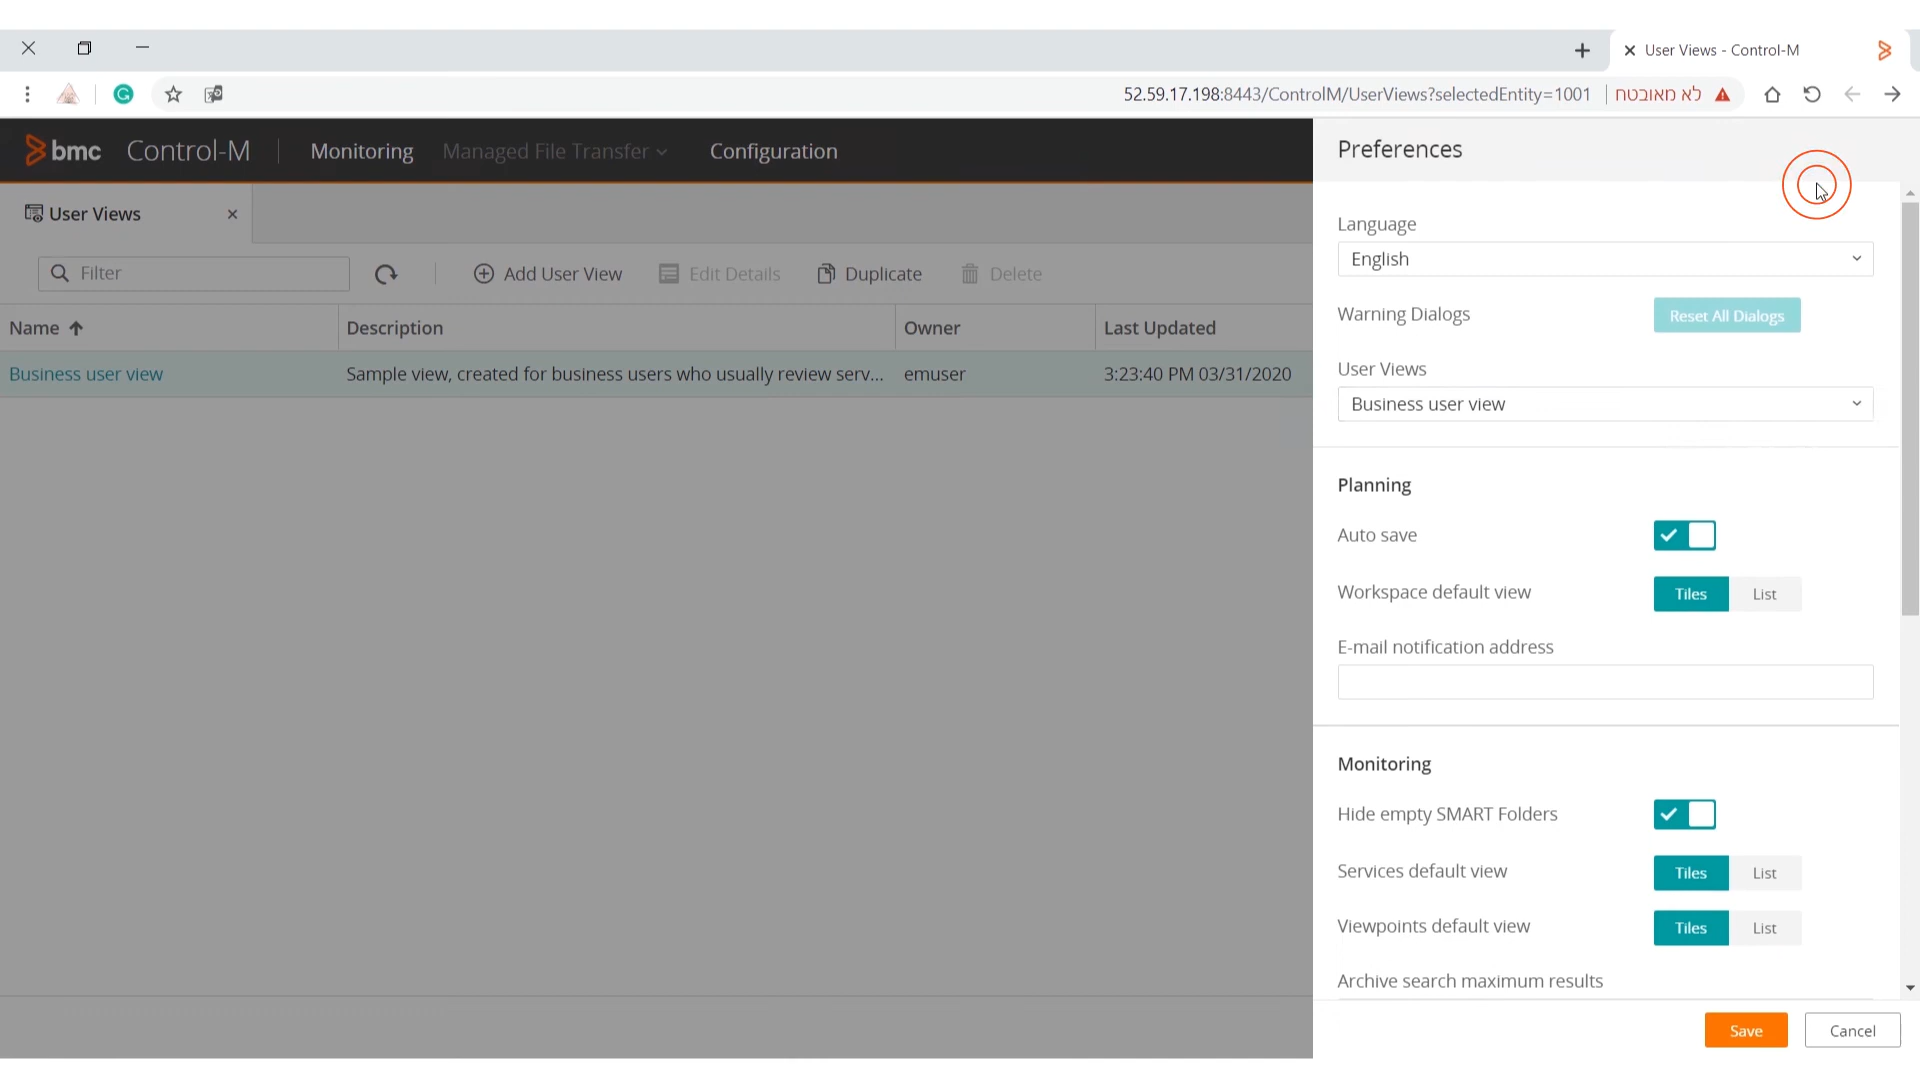 User Views - Control-M
52.59.17.198:8443/ControlM/UserViews?selectedEntity=1001
לא מאובטח
bmc Control-M
Monitoring
Managed File Transfer
Configuration
User Views
Filter
Add User View
Edit Details
Duplicate
Delete
Name Description Owner Last Updated
Business user view Sample view, created for business users who usually review serv... emuser 3:23:40 PM 03/31/2020
Preferences
Language
English
Warning Dialogs Reset All Dialogs
User Views
Business user view
Planning
Auto save
Workspace default view Tiles List
E-mail notification address
Monitoring
Hide empty SMART Folders
Services default view Tiles List
Viewpoints default view Tiles List
Archive search maximum results
Save Cancel